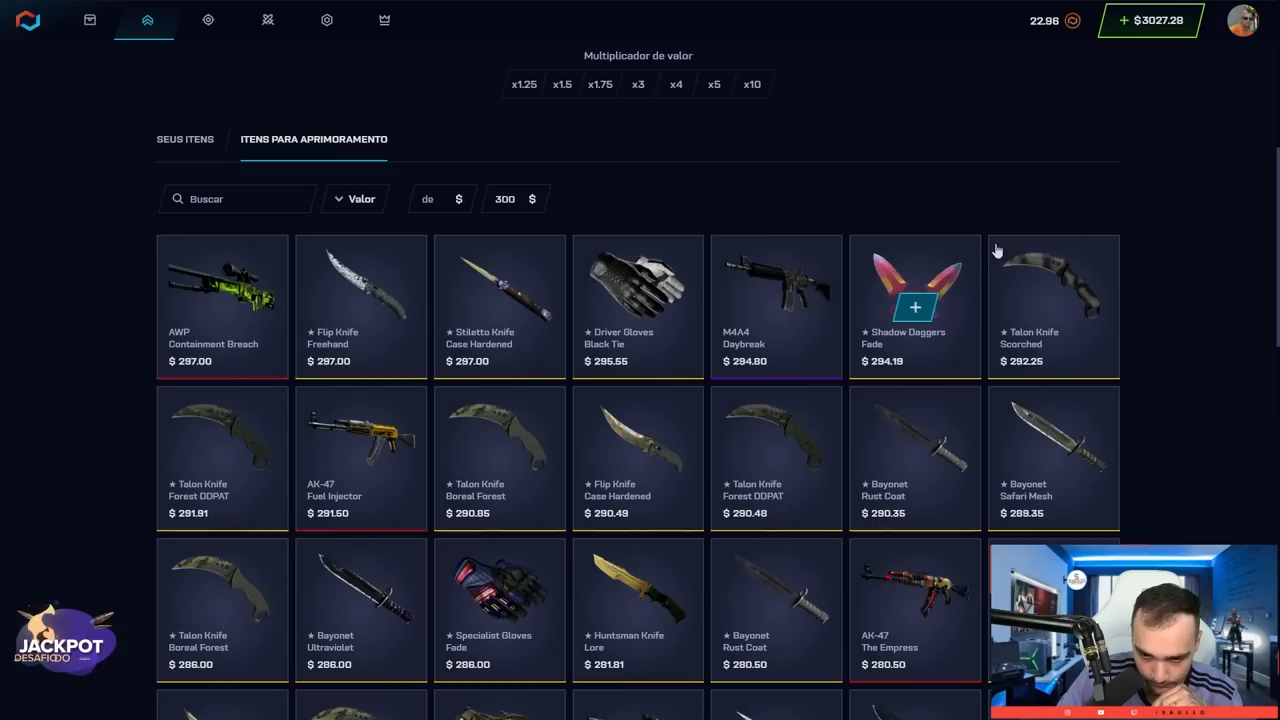 22.96
+ $3027.28
Multiplicador de valor
x1.25 x1.5 x1.75 x3 x4 x5 x10
SEUS ITENS
ITENS PARA APRIMORAMENTO
Buscar
Valor
de $
300 $
AWP
Containment Breach
$ 297.00
★ Flip Knife
Freehand
$ 297.00
★ Stiletto Knife
Case Hardened
$ 297.00
★ Driver Gloves
Black Tie
$ 295.55
M4A4
Daybreak
$ 294.80
★ Shadow Daggers
Fade
$ 294.19
★ Talon Knife
Scorched
$ 292.25
★ Talon Knife
Forest DDPAT
$ 291.91
AK-47
Fuel Injector
$ 291.50
★ Talon Knife
Boreal Forest
$ 290.85
★ Flip Knife
Case Hardened
$ 290.49
★ Talon Knife
Forest DDPAT
$ 290.48
★ Bayonet
Rust Coat
$ 290.35
★ Bayonet
Safari Mesh
$ 289.35
★ Talon Knife
Boreal Forest
$ 286.00
★ Bayonet
Ultraviolet
$ 286.00
★ Specialist Gloves
Fade
$ 286.00
★ Huntsman Knife
Lore
$ 281.81
★ Bayonet
Rust Coat
$ 280.50
AK-47
The Empress
$ 280.50
JACKPOT